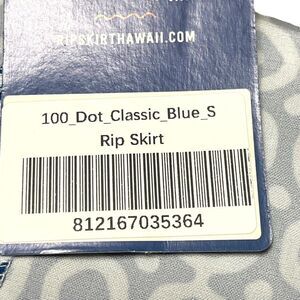 RIPSKIRTHAWAII.COM
100_Dot_Classic_Blue_S
Rip Skirt
812167035364